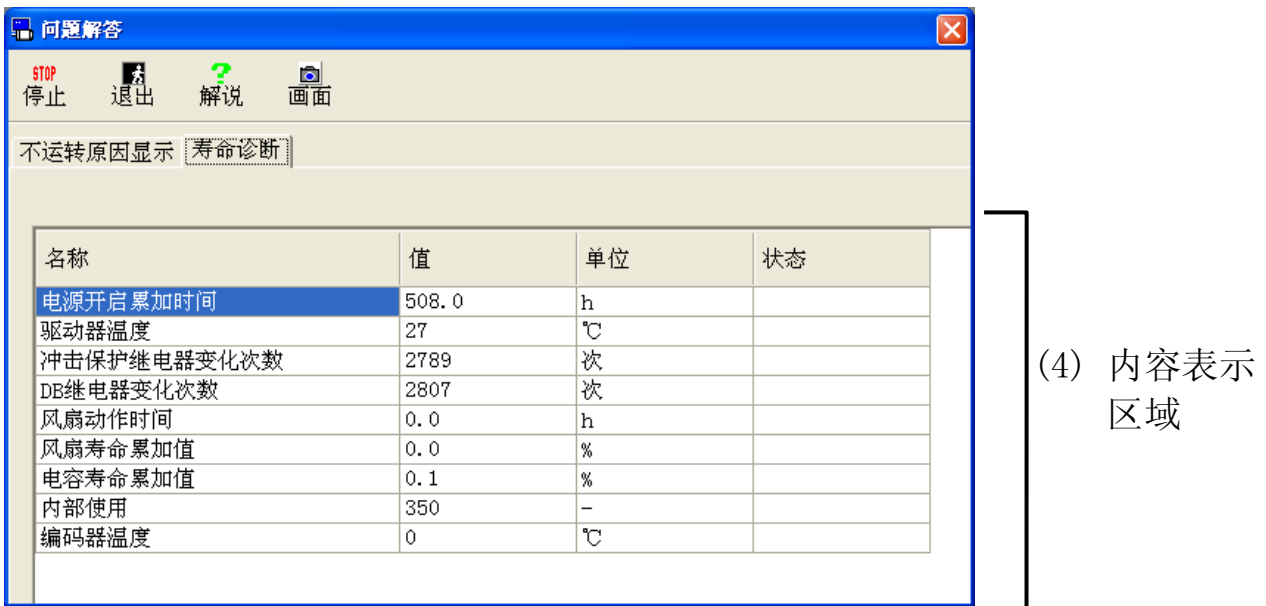 问题解答
STOP
停止 退出 解说 画面
不运转原因显示 寿命诊断
名称 值 单位 状态
电源开启累加时间 508.0 h
驱动器温度 27 ℃
冲击保护继电器变化次数 2789 次
DB继电器变化次数 2807 次
风扇动作时间 0.0 h
风扇寿命累加值 0.0 %
电容寿命累加值 0.1 %
内部使用 350 -
编码器温度 0 ℃
(4) 内容表示
区域